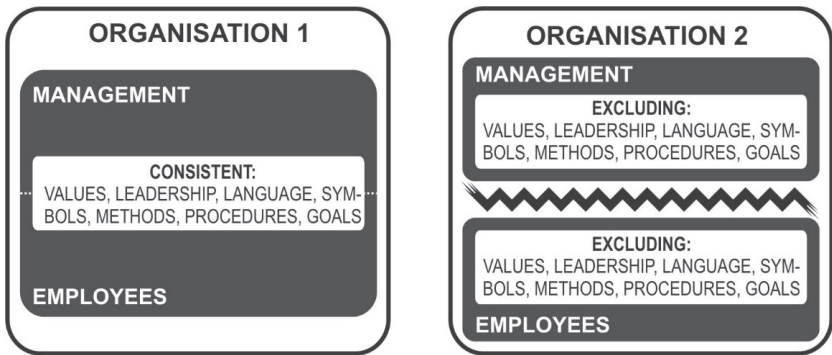 ORGANISATION 1
MANAGEMENT
CONSISTENT:
VALUES, LEADERSHIP, LANGUAGE, SYM-
BOLS, METHODS, PROCEDURES, GOALS
EMPLOYEES
ORGANISATION 2
MANAGEMENT
EXCLUDING:
VALUES, LEADERSHIP, LANGUAGE, SYM-
BOLS, METHODS, PROCEDURES, GOALS
EXCLUDING:
VALUES, LEADERSHIP, LANGUAGE, SYM-
BOLS, METHODS, PROCEDURES, GOALS
EMPLOYEES